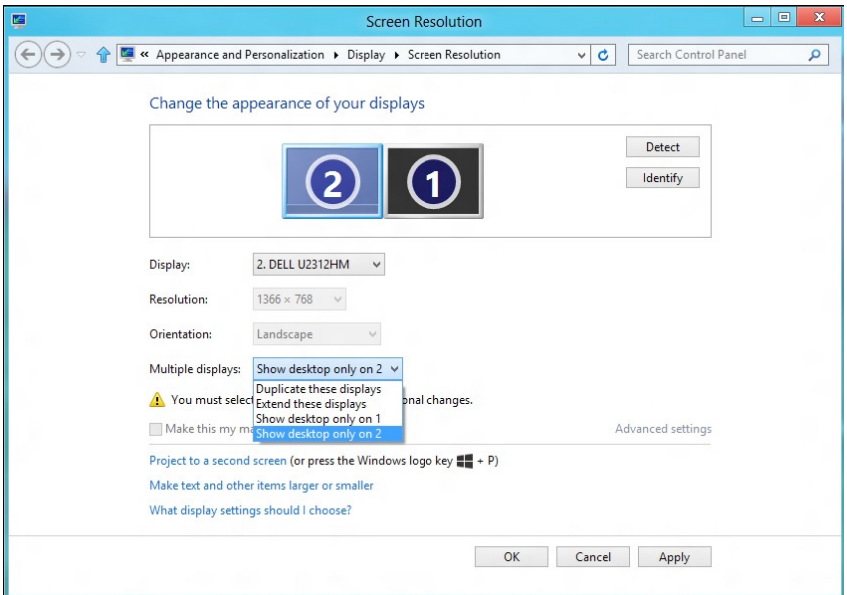 Screen Resolution
« Appearance and Personalization ▸ Display ▸ Screen Resolution
Search Control Panel
Change the appearance of your displays
2
1
Detect
Identify
Display: 2. DELL U2312HM
Resolution: 1366 × 768
Orientation: Landscape
Multiple displays: Show desktop only on 2
Duplicate these displays
Extend these displays
Show desktop only on 1
Show desktop only on 2
You must select
changes.
Make this my
Advanced settings
Project to a second screen (or press the Windows logo key + P)
Make text and other items larger or smaller
What display settings should I choose?
OK Cancel Apply